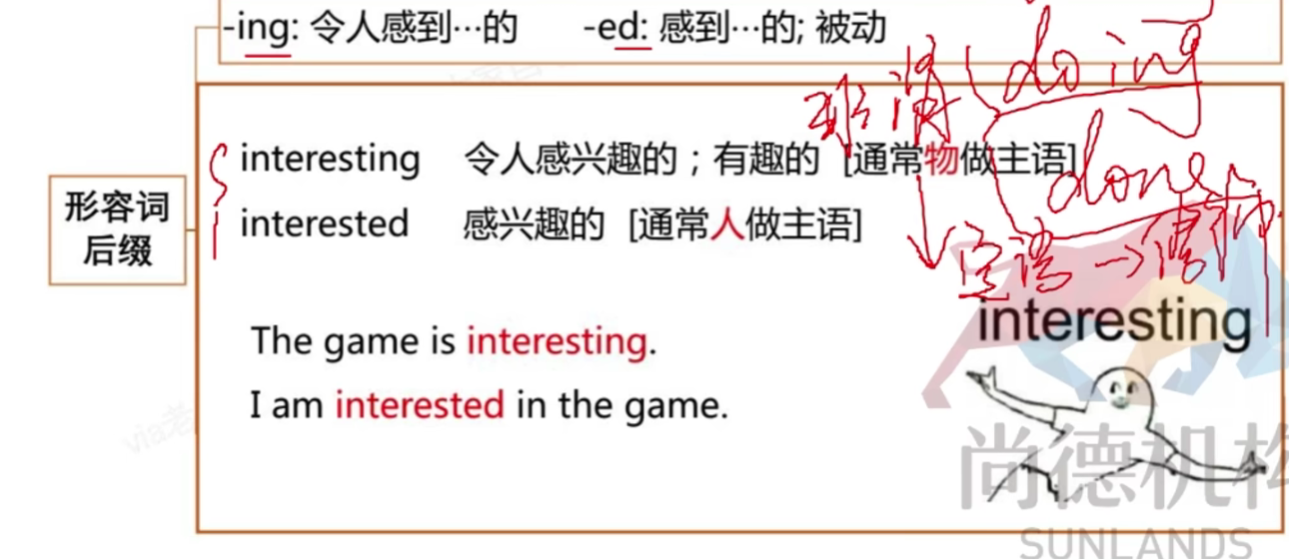 -ing: 令人感到…的 -ed: 感到…的; 被动
非谓 doing
interesting 令人感兴趣的；有趣的 [通常物做主语]
done
形容词
后缀
interested 感兴趣的 [通常人做主语]
定语 →
interesting
The game is interesting.
I am interested in the game.
尚德机构
SUNLANDS